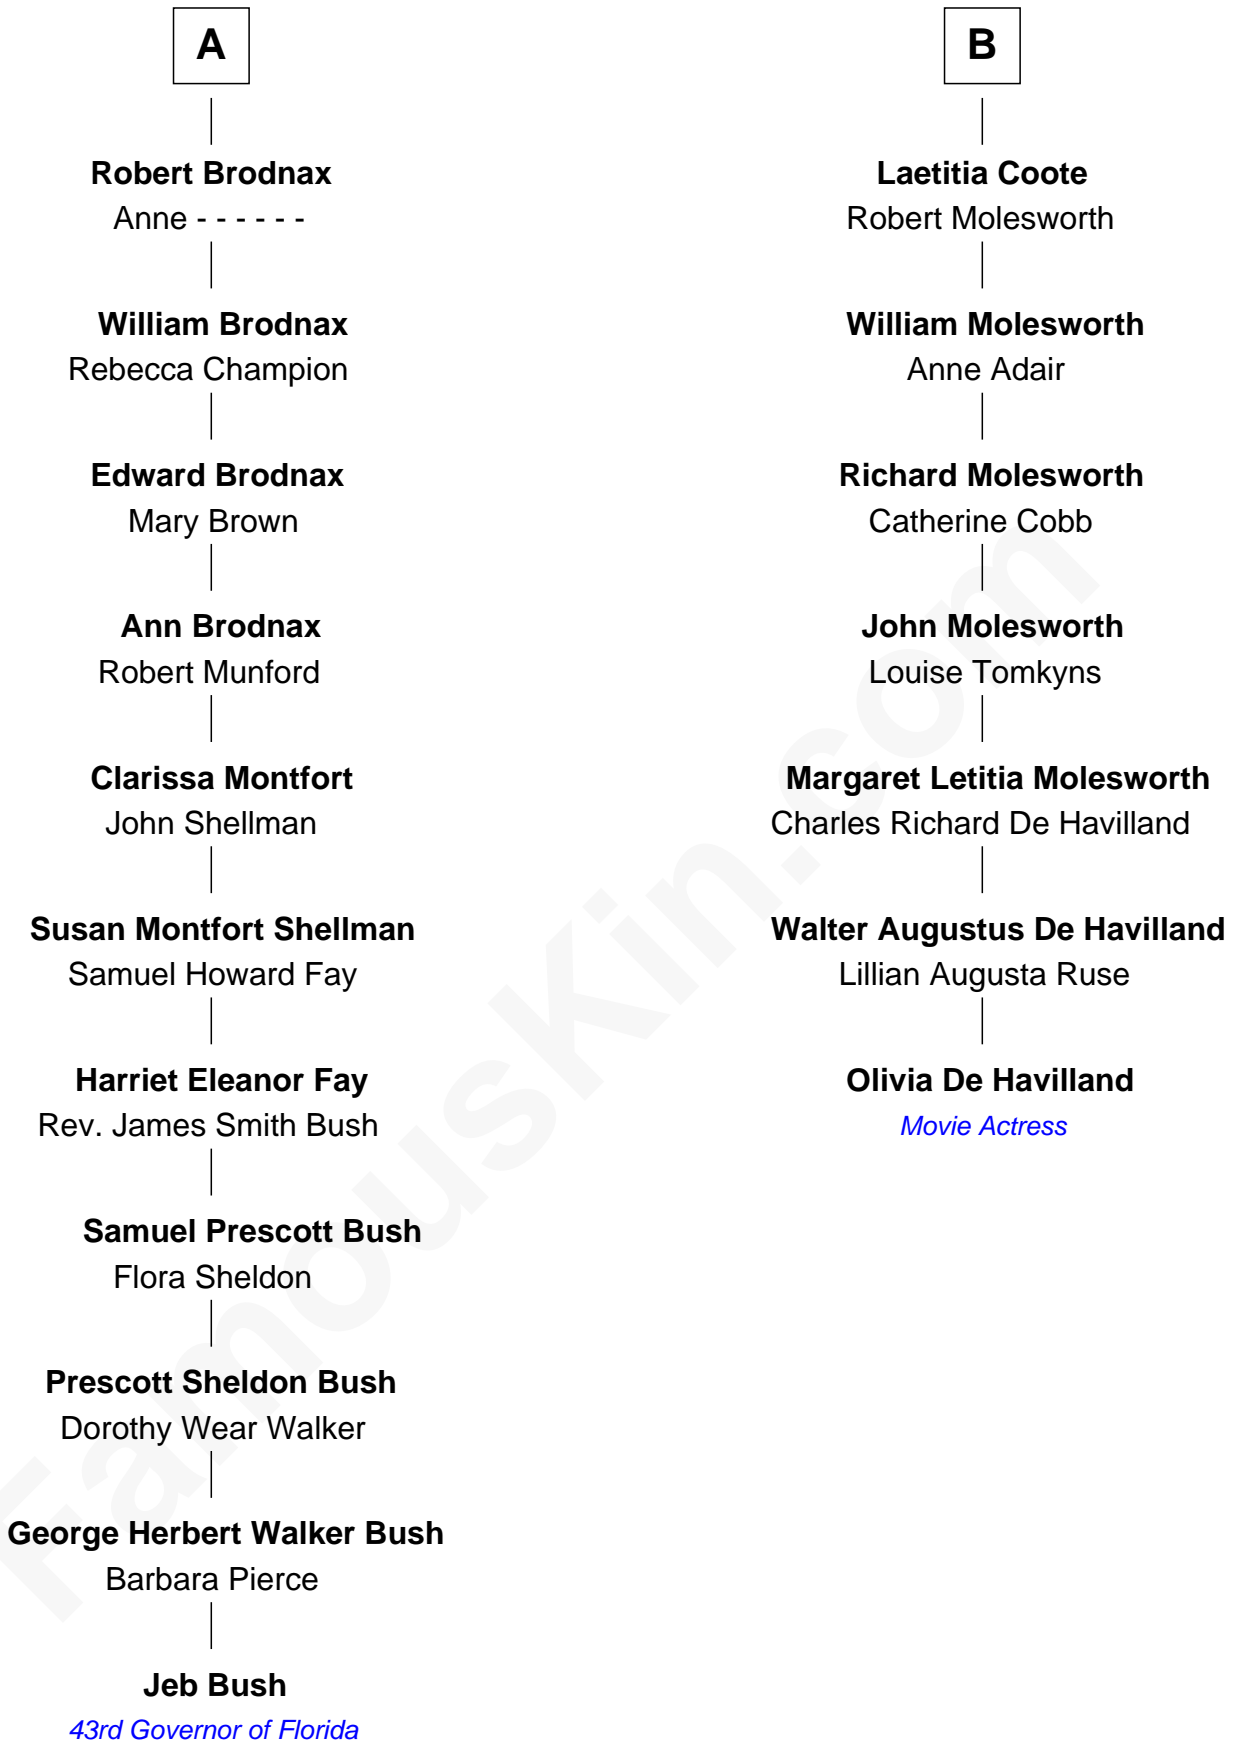 A
Robert Brodnax
Anne - - - - - -
William Brodnax
Rebecca Champion
Edward Brodnax
Mary Brown
Ann Brodnax
Robert Munford
Clarissa Montfort
John Shellman
Susan Montfort Shellman
Samuel Howard Fay
Harriet Eleanor Fay
Rev. James Smith Bush
Samuel Prescott Bush
Flora Sheldon
Prescott Sheldon Bush
Dorothy Wear Walker
George Herbert Walker Bush
Barbara Pierce
Jeb Bush
43rd Governor of Florida
B
Laetitia Coote
Robert Molesworth
William Molesworth
Anne Adair
Richard Molesworth
Catherine Cobb
John Molesworth
Louise Tomkyns
Margaret Letitia Molesworth
Charles Richard De Havilland
Walter Augustus De Havilland
Lillian Augusta Ruse
Olivia De Havilland
Movie Actress
FamousKin.com